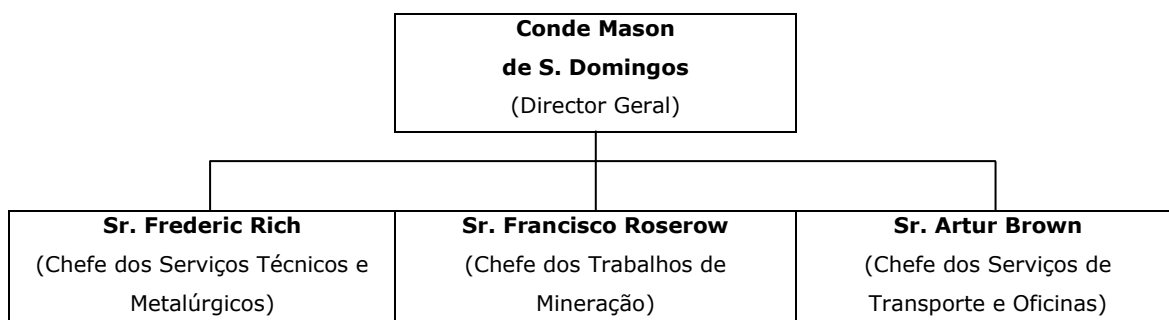 Conde Mason
de S. Domingos
(Director Geral)
Sr. Frederic Rich
(Chefe dos Serviços Técnicos e
Metalúrgicos)
Sr. Francisco Roserow
(Chefe dos Trabalhos de
Mineração)
Sr. Artur Brown
(Chefe dos Serviços de
Transporte e Oficinas)